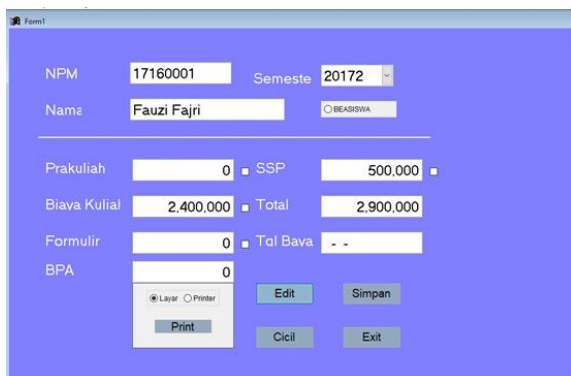 Form1
NPM 17160001 Semeste 20172
Nama Fauzi Fajri BEASISWA
Prakuliah 0 SSP 500,000
Biava Kulial 2,400,000 Total 2,900,000
Formulir 0 Tgl Bava - -
BPA 0
Layar Printer Edit Simpan
Print Cicil Exit